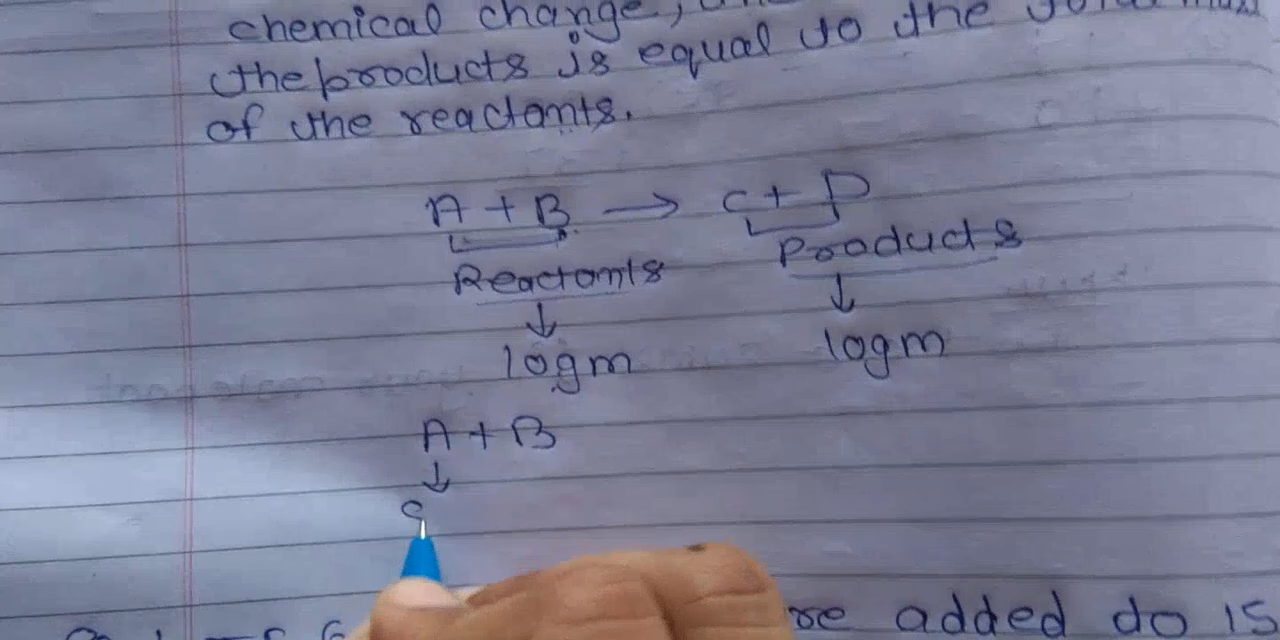 chemical change,
the products is equal to the
of the reactants.
A + B → C + D
Reactants Products
↓ ↓
10gm 10gm
A + B
↓
added to 15